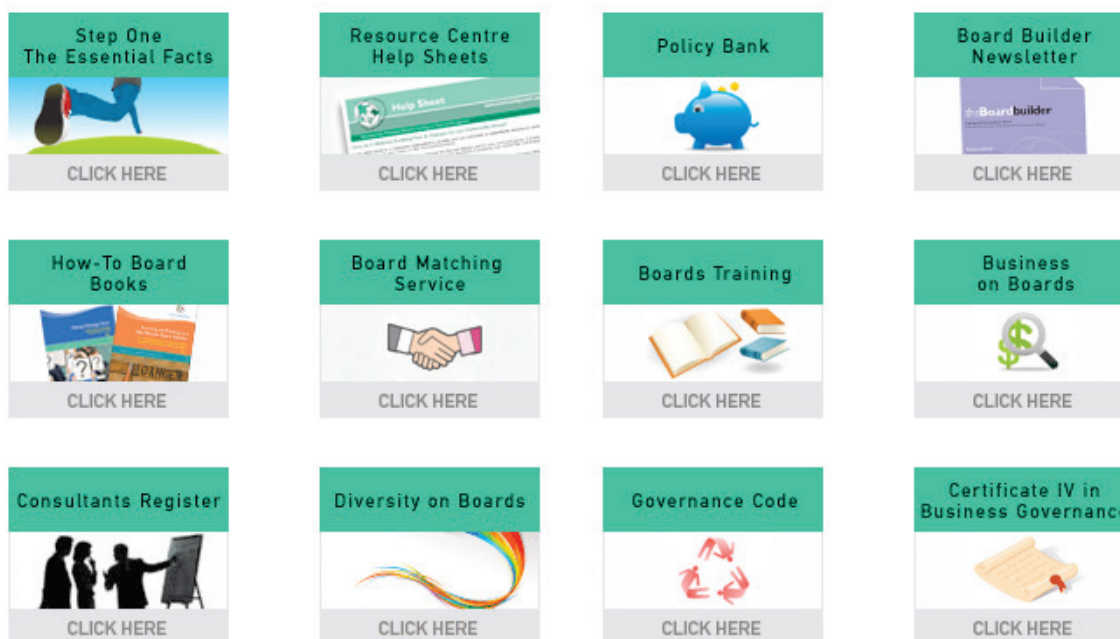 Step One
The Essential Facts
CLICK HERE
Resource Centre
Help Sheets
Help Sheet
CLICK HERE
Policy Bank
CLICK HERE
Board Builder
Newsletter
theBoardbuilder
CLICK HERE
How-To Board
Books
DANGER
CLICK HERE
Board Matching
Service
CLICK HERE
Boards Training
CLICK HERE
Business
on Boards
CLICK HERE
Consultants Register
CLICK HERE
Diversity on Boards
CLICK HERE
Governance Code
CLICK HERE
Certificate IV in
Business Governance
CLICK HERE